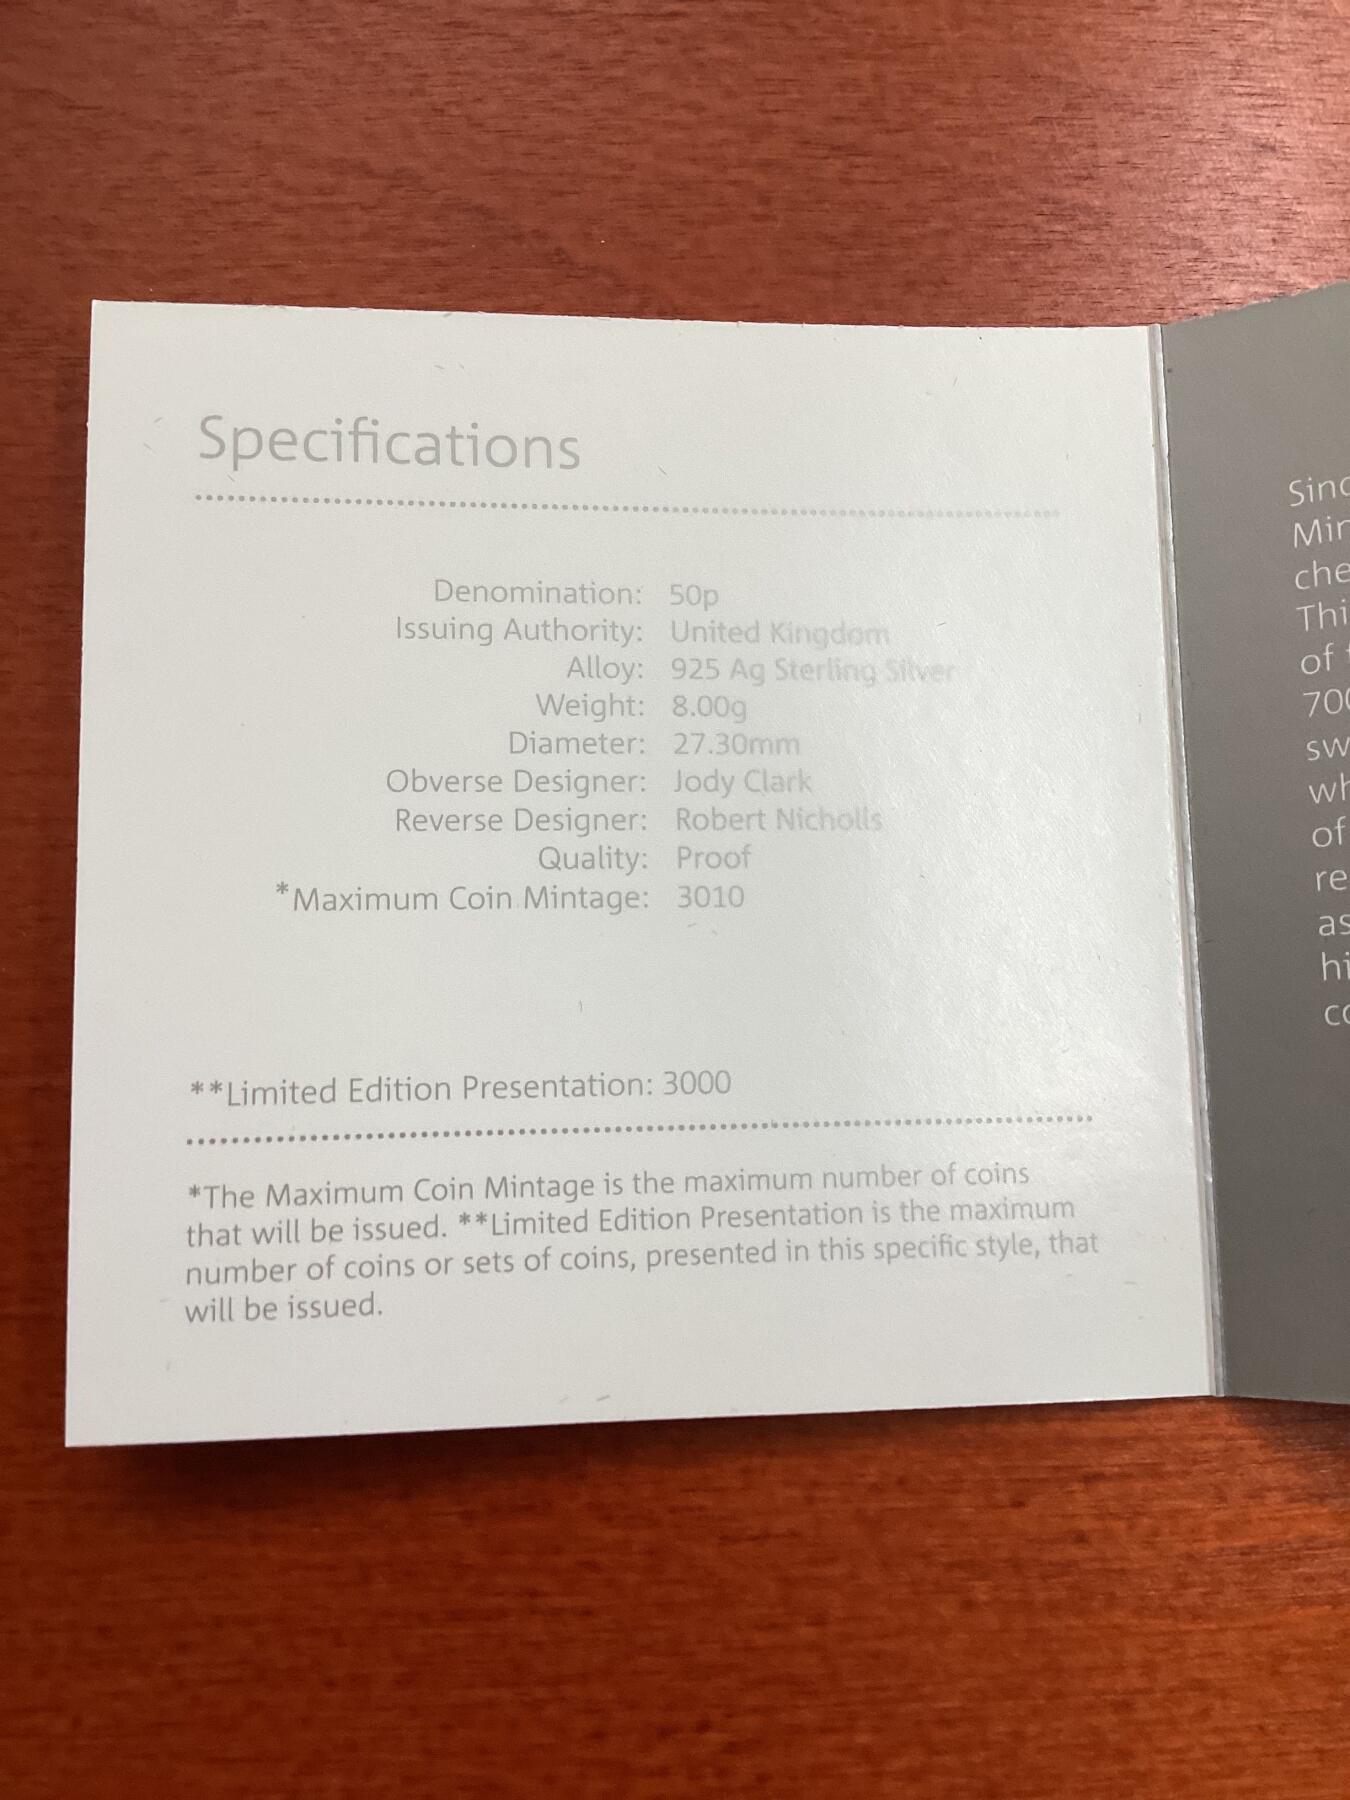 Specifications
Denomination: 50p
Issuing Authority: United Kingdom
Alloy: 925 Ag Sterling Silver
Weight: 8.00g
Diameter: 27.30mm
Obverse Designer: Jody Clark
Reverse Designer: Robert Nicholls
Quality: Proof
*Maximum Coin Mintage: 3010
**Limited Edition Presentation: 3000
*The Maximum Coin Mintage is the maximum number of coins
that will be issued. **Limited Edition Presentation is the maximum
number of coins or sets of coins, presented in this specific style, that
will be issued.
of
of